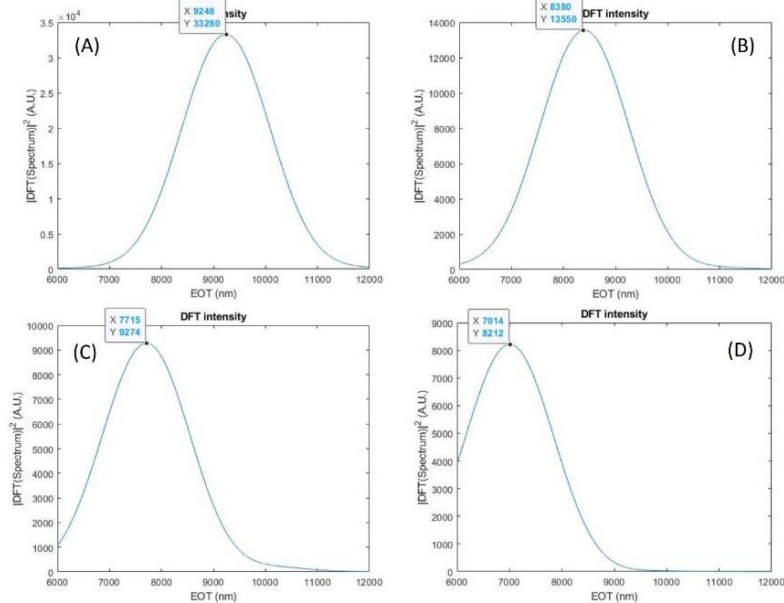 X 9248
Y 33280
nsity
(A)
×10⁴
3.5
3
2.5
2
1.5
1
0.5
0
|DFT(Spectrum)|² (A.U.)
6000 7000 8000 9000 10000 11000 12000
EOT (nm)
X 8380
Y 13550
DFT intensity
(B)
14000
12000
10000
8000
6000
4000
2000
0
|DFT(Spectrum)|² (A.U.)
6000 7000 8000 9000 10000 11000 12000
EOT (nm)
X 7715
Y 9274
DFT intensity
(C)
10000
9000
8000
7000
6000
5000
4000
3000
2000
1000
0
|DFT(Spectrum)|² (A.U.)
6000 7000 8000 9000 10000 11000 12000
EOT (nm)
X 7014
Y 8212
DFT intensity
(D)
9000
8000
7000
6000
5000
4000
3000
2000
1000
0
|DFT(Spectrum)|² (A.U.)
6000 7000 8000 9000 10000 11000 12000
EOT (nm)